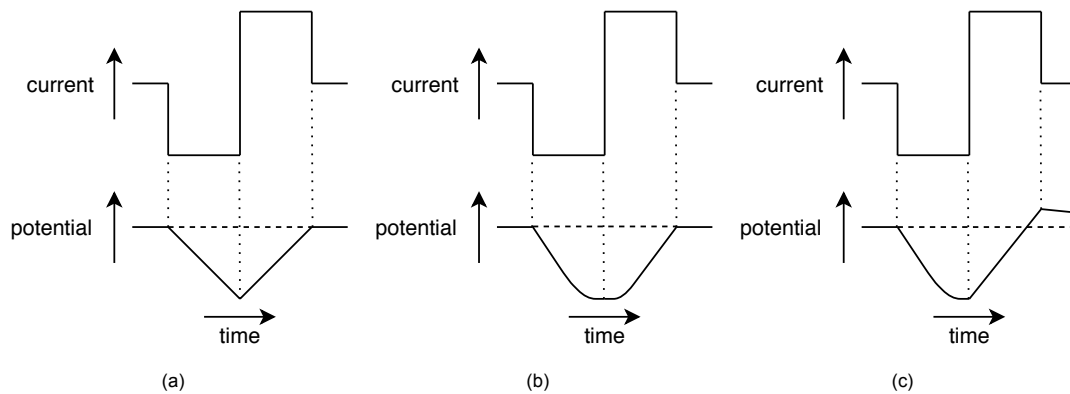 current
potential
time
(a)
current
potential
time
(b)
current
potential
time
(c)